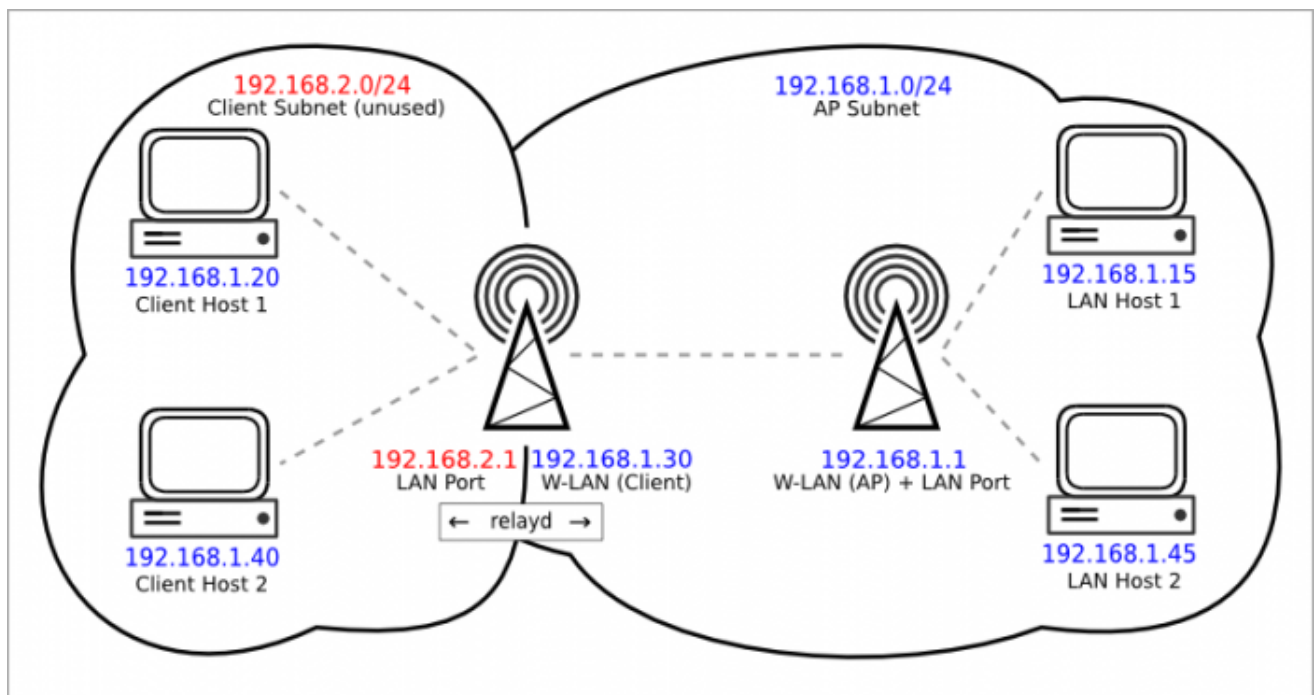 192.168.2.0/24
Client Subnet (unused)
192.168.1.0/24
AP Subnet
192.168.1.20
Client Host 1
192.168.1.15
LAN Host 1
192.168.2.1
LAN Port
192.168.1.30
W-LAN (Client)
← relayd →
192.168.1.1
W-LAN (AP) + LAN Port
192.168.1.40
Client Host 2
192.168.1.45
LAN Host 2